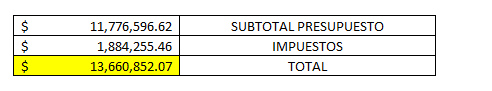 $ 11,776,596.62 SUBTOTAL PRESUPUESTO
$ 1,884,255.46 IMPUESTOS
$ 13,660,852.07 TOTAL